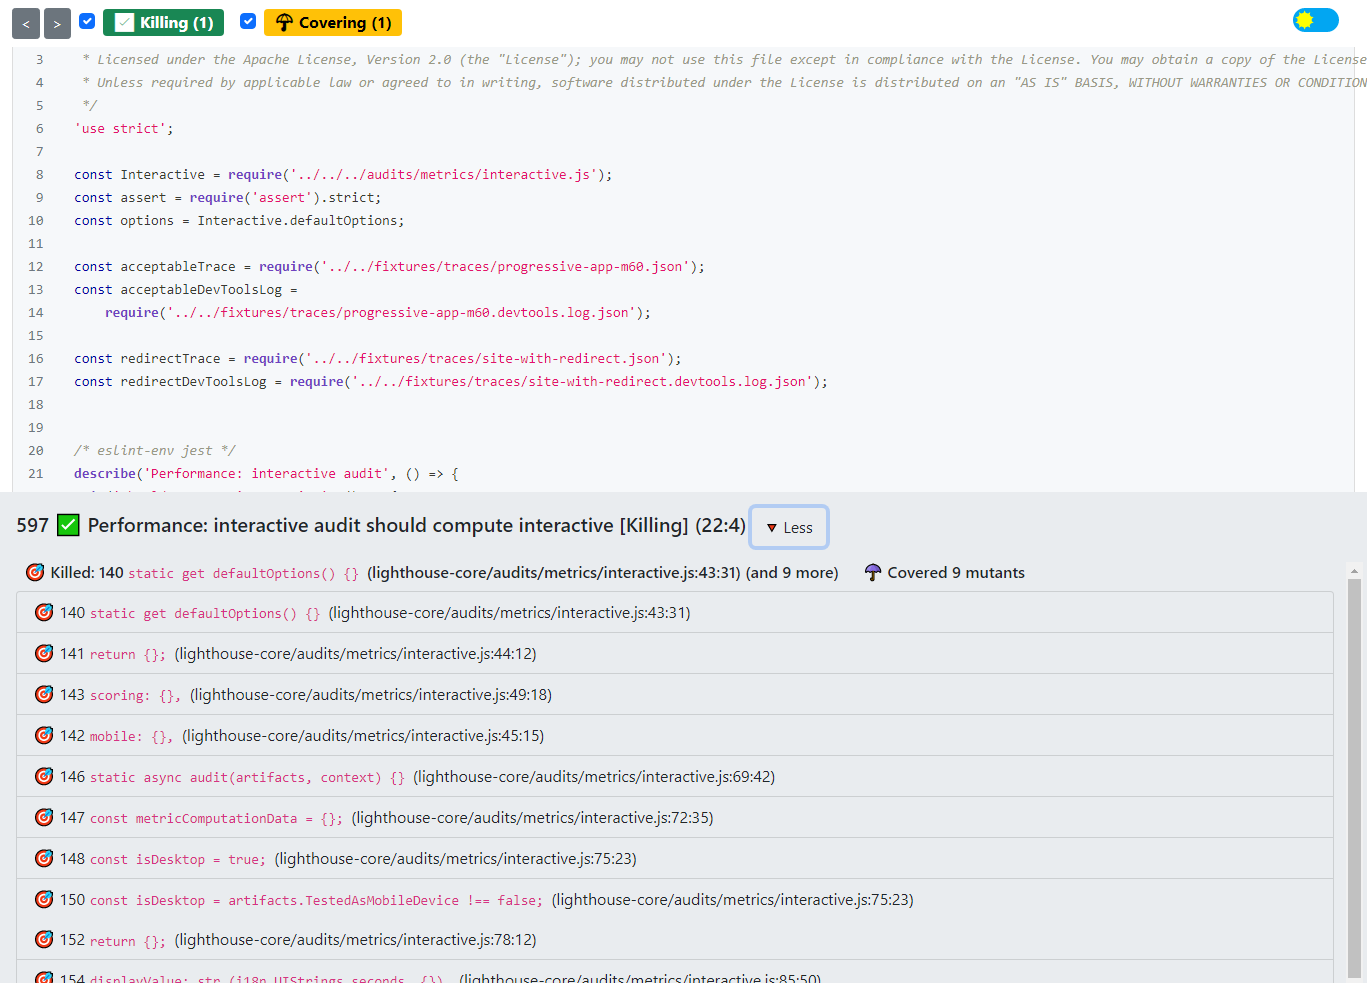 < > Killing (1) Covering (1)
3 * Licensed under the Apache License, Version 2.0 (the "License"); you may not use this file except in compliance with the License. You may obtain a copy of the License
4 * Unless required by applicable law or agreed to in writing, software distributed under the License is distributed on an "AS IS" BASIS, WITHOUT WARRANTIES OR CONDITION
5 */
6 'use strict';
7
8 const Interactive = require('../../../audits/metrics/interactive.js');
9 const assert = require('assert').strict;
10 const options = Interactive.defaultOptions;
11
12 const acceptableTrace = require('../../fixtures/traces/progressive-app-m60.json');
13 const acceptableDevToolsLog =
14 require('../../fixtures/traces/progressive-app-m60.devtools.log.json');
15
16 const redirectTrace = require('../../fixtures/traces/site-with-redirect.json');
17 const redirectDevToolsLog = require('../../fixtures/traces/site-with-redirect.devtools.log.json');
18
19
20 /* eslint-env jest */
21 describe('Performance: interactive audit', () => {
597 Performance: interactive audit should compute interactive [Killing] (22:4) Less
Killed: 140 static get defaultOptions() {} (lighthouse-core/audits/metrics/interactive.js:43:31) (and 9 more) Covered 9 mutants
140 static get defaultOptions() {} (lighthouse-core/audits/metrics/interactive.js:43:31)
141 return {}; (lighthouse-core/audits/metrics/interactive.js:44:12)
143 scoring: {}, (lighthouse-core/audits/metrics/interactive.js:49:18)
142 mobile: {}, (lighthouse-core/audits/metrics/interactive.js:45:15)
146 static async audit(artifacts, context) {} (lighthouse-core/audits/metrics/interactive.js:69:42)
147 const metricComputationData = {}; (lighthouse-core/audits/metrics/interactive.js:72:35)
148 const isDesktop = true; (lighthouse-core/audits/metrics/interactive.js:75:23)
150 const isDesktop = artifacts.TestedAsMobileDevice !== false; (lighthouse-core/audits/metrics/interactive.js:75:23)
152 return {}; (lighthouse-core/audits/metrics/interactive.js:78:12)
154 displayValue: str_(i18n.UIStrings.seconds, {}), (lighthouse-core/audits/metrics/interactive.js:85:50)